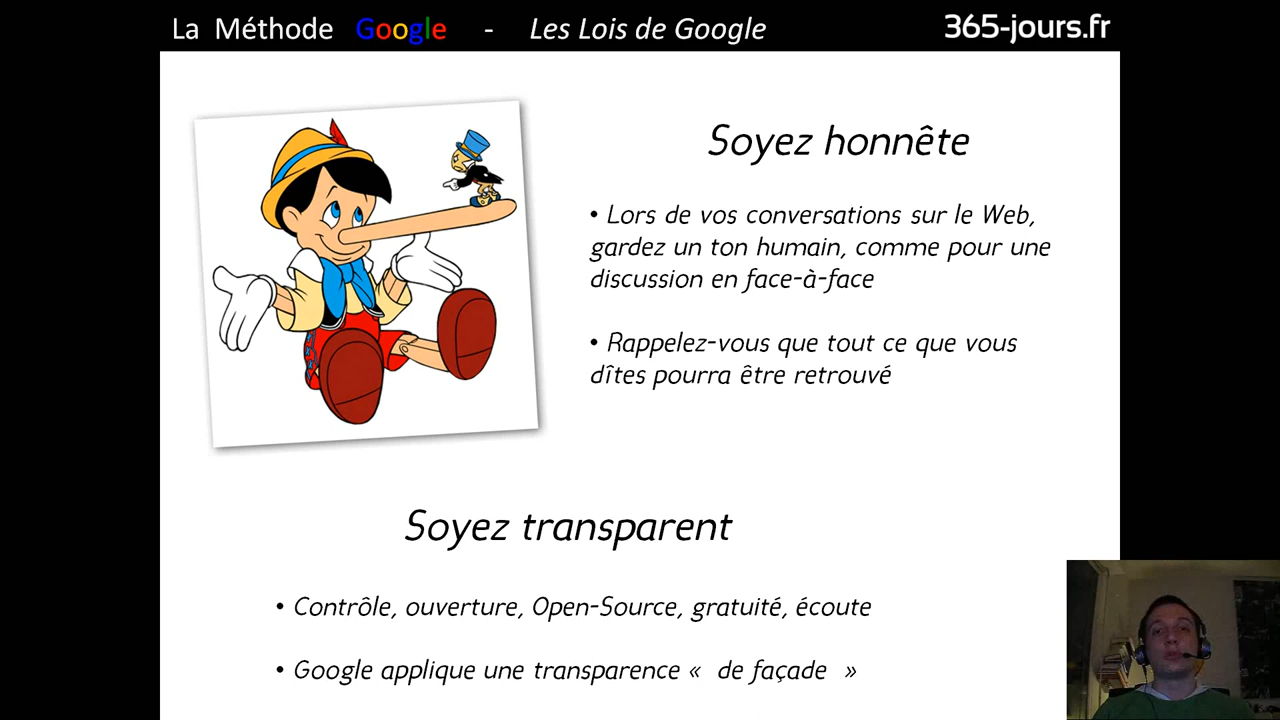 La Méthode Google - Les Lois de Google
365-jours.fr
Soyez honnête
• Lors de vos conversations sur le Web,
gardez un ton humain, comme pour une
discussion en face-à-face
• Rappelez-vous que tout ce que vous
dîtes pourra être retrouvé
Soyez transparent
• Contrôle, ouverture, Open-Source, gratuité, écoute
• Google applique une transparence « de façade »